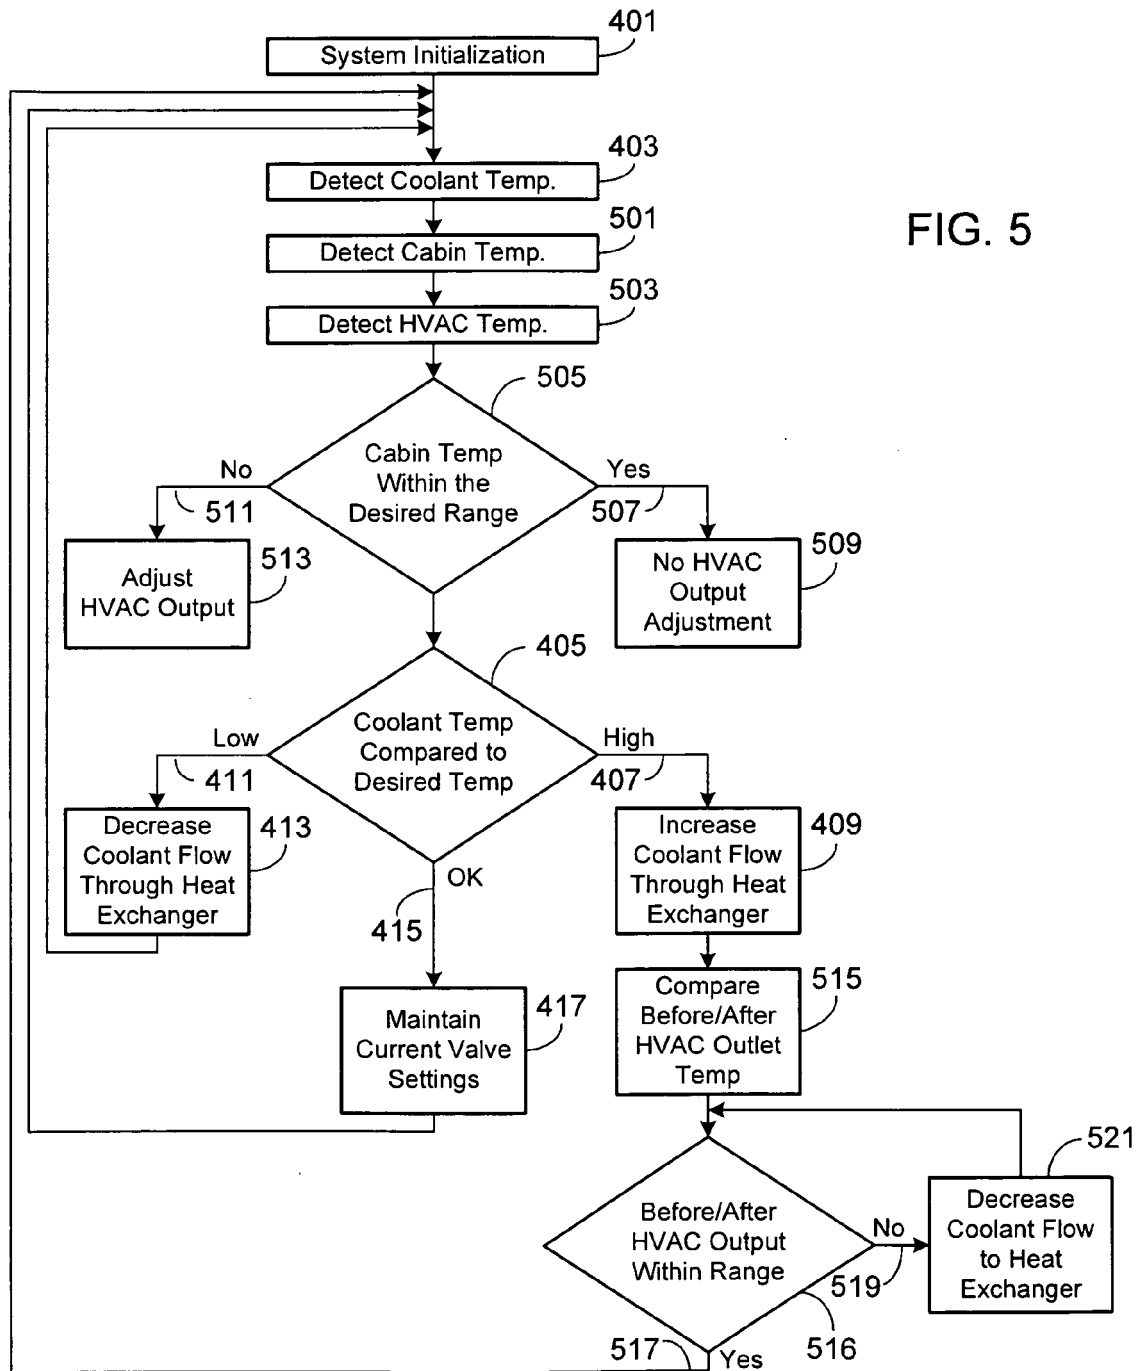 401
System Initialization
403
Detect Coolant Temp.
501
Detect Cabin Temp.
FIG. 5
503
Detect HVAC Temp.
505
Cabin Temp
Within the
Desired Range
No
511
Yes
507
513
Adjust
HVAC Output
509
No HVAC
Output
Adjustment
405
Coolant Temp
Compared to
Desired Temp
Low
411
High
407
413
Decrease
Coolant Flow
Through Heat
Exchanger
OK
415
409
Increase
Coolant Flow
Through Heat
Exchanger
417
Maintain
Current Valve
Settings
515
Compare
Before/After
HVAC Outlet
Temp
521
Before/After
HVAC Output
Within Range
No
519
Decrease
Coolant Flow
to Heat
Exchanger
516
517
Yes